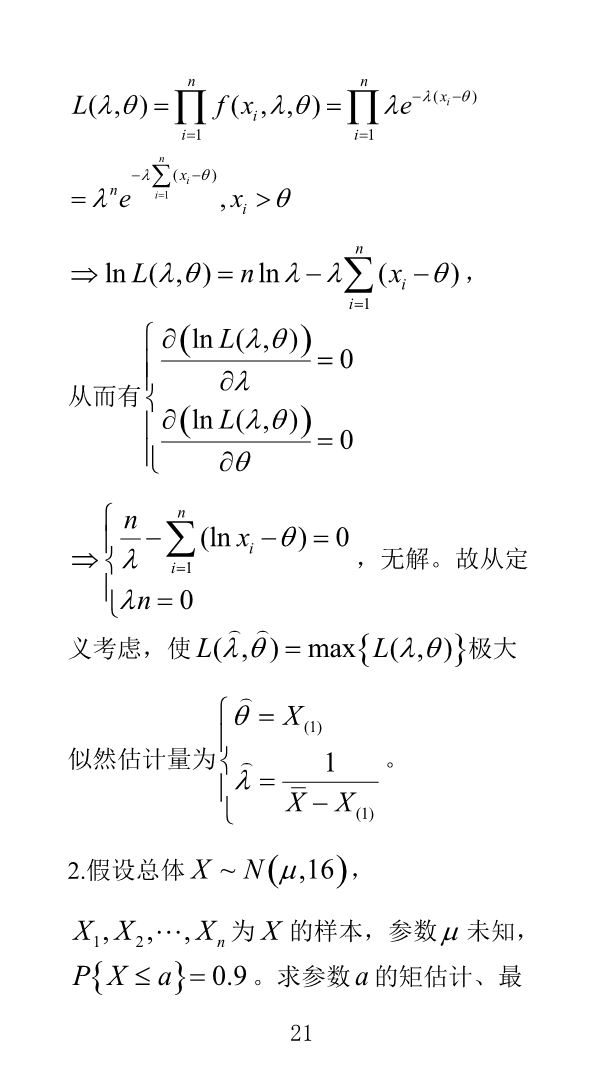 L(λ,θ) = ∏_{i=1}^{n} f(x_i,λ,θ) = ∏_{i=1}^{n} λe^{-λ(x_i-θ)}
= λ^n e^{-λ∑_{i=1}^{n}(x_i-θ)}, x_i > θ
⇒ ln L(λ,θ) = n ln λ − λ∑_{i=1}^{n}(x_i − θ)，
从而有{ ∂(ln L(λ,θ))/∂λ = 0
∂(ln L(λ,θ))/∂θ = 0
⇒{ n/λ − ∑_{i=1}^{n}(ln x_i − θ) = 0 ，无解。故从定
λn = 0
义考虑，使 L(λ̂,θ̂) = max{L(λ,θ)}极大
似然估计量为{ θ̂ = X_{(1)}
λ̂ = 1/(X̄ − X_{(1)}) 。
2.假设总体 X ~ N(μ,16)，
X_1, X_2, ⋯, X_n 为 X 的样本，参数 μ 未知，
P{X ≤ a} = 0.9 。求参数 a 的矩估计、最
21